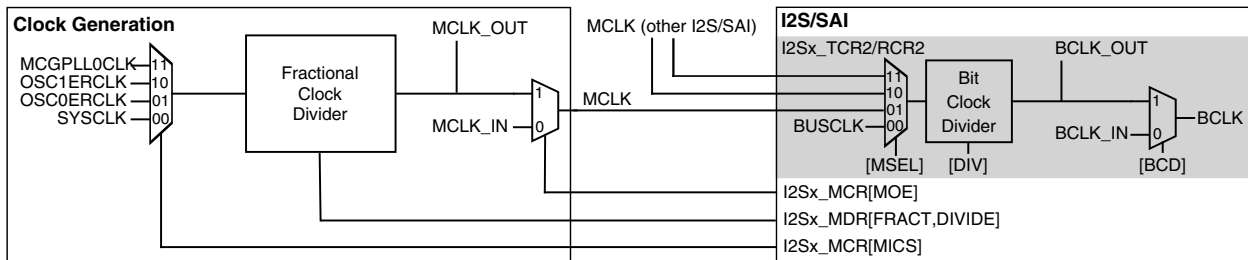 Clock Generation
MCGPLL0CLK
OSC1ERCLK
OSC0ERCLK
SYSCLK
11
10
01
00
Fractional
Clock
Divider
MCLK_OUT
MCLK_IN
1
0
MCLK
MCLK (other I2S/SAI)
I2S/SAI
I2Sx_TCR2/RCR2
11
10
01
00
BUSCLK
[MSEL]
Bit
Clock
Divider
[DIV]
BCLK_OUT
BCLK_IN
1
0
BCLK
[BCD]
I2Sx_MCR[MOE]
I2Sx_MDR[FRACT,DIVIDE]
I2Sx_MCR[MICS]